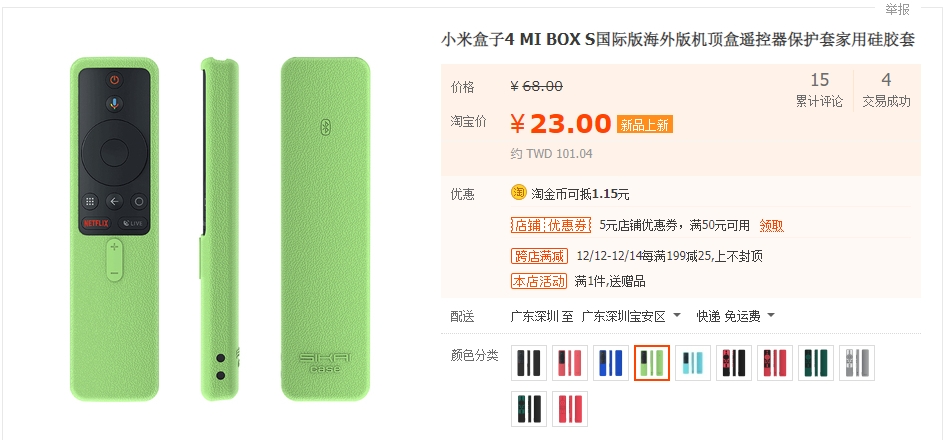 举报
小米盒子4 MI BOX S国际版海外版机顶盒遥控器保护套家用硅胶套
价格
¥ 68.00
15
累计评论
4
交易成功
淘宝价
¥ 23.00 新品上新
约 TWD 101.04
优惠
淘 淘金币可抵1.15元
店铺 优惠券 5元店铺优惠券，满50元可用 领取
跨店满减 12/12-12/14每满199减25,上不封顶
本店活动 满1件,送赠品
配送
广东深圳 至 广东深圳宝安区 快递 免运费
颜色分类
NETFLIX
LIVE
SIKAI
case